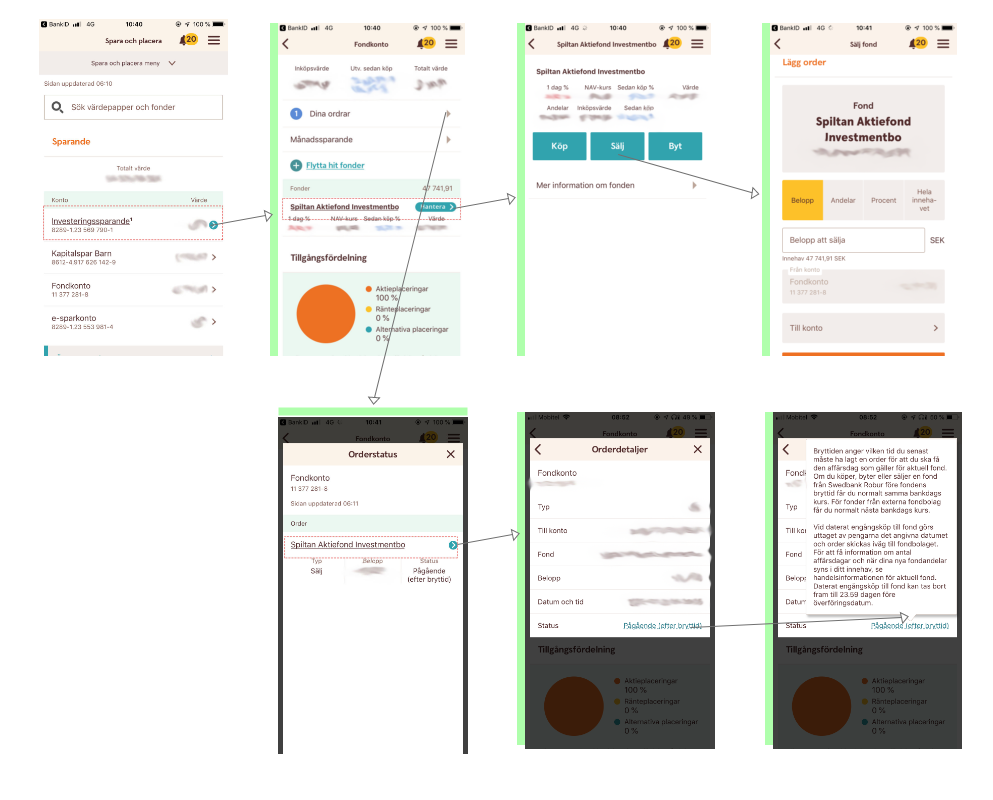 BankID 4G 10:40 100 %
Spara och placera 20
Spara och placera meny
Sidan uppdaterad 06:10
Sök värdepapper och fonder
Sparande
Totalt värde
Konto Värde
Investeringssparande¹
8289-1,23 569 790-1
Kapitalspar Barn
8612-4,917 626 142-9
Fondkonto
11 377 281-8
e-sparkonto
8289-1,23 553 981-4
BankID 4G 10:40 100 %
Fondkonto 20
Inköpsvärde Utv. sedan köp Totalt värde
1 Dina ordrar
Månadssparande
Flytta hit fonder
Fonder 47 741,91
Spiltan Aktiefond Investmentbo Hantera
1 dag % NAV-kurs Sedan köp % Värde
Tillgångsfördelning
Aktieplaceringar
100 %
Ränteplaceringar
0 %
Alternativa placeringar
0 %
BankID 4G 10:40 100 %
Spiltan Aktiefond Investmentbo 20
Spiltan Aktiefond Investmentbo
1 dag % NAV-kurs Sedan köp % Värde
Andelar Inköpsvärde Sedan köp
Köp Sälj Byt
Mer information om fonden
BankID 4G 10:41 100 %
Sälj fond 20
Lägg order
Fond
Spiltan Aktiefond
Investmentbo
Belopp Andelar Procent Hela
inneha-
vet
Belopp att sälja SEK
Innehav 47 741,91 SEK
Från konto
Fondkonto
11 377 281-8
Till konto
BankID 4G 10:41 100 %
Fondkonto 20
Orderstatus
Fondkonto
11 377 281-8
Sidan uppdaterad 06:11
Order
Spiltan Aktiefond Investmentbo
Typ Belopp Status
Sälj Pågående
(efter bryttid)
Mobitel 08:52 49 %
Fondkonto 20
Orderdetaljer
Fondkonto
Typ
Till konto
Fond
Belopp
Datum och tid
Status Pågående (efter bryttid)
Tillgångsfördelning
Aktieplaceringar
100 %
Ränteplaceringar
0 %
Alternativa placeringar
0 %
Mobitel 08:52 50 %
Fondkonto 20
Bryttiden anger vilken tid du senast
måste ha lagt en order för att du ska få
den affärsdag som gäller för aktuell fond.
Om du köper, byter eller säljer en fond
från Swedbank Robur före fondens
bryttid får du normalt samma bankdags
kurs. För fonder från externa fondbolag
får du normalt nästa bankdags kurs.
Vid daterat engångsköp till fond görs
uttaget av pengarna det angivna datumet
och order skickas iväg till fondbolaget.
För att få information om antal
affärsdagar och när dina nya fondandelar
syns i ditt innehav, se
handelsinformationen för aktuell fond.
Daterat engångsköp till fond kan tas bort
fram till 23.59 dagen före
överföringsdatum.
Typ
Fond
Status Pågående (efter bryttid)
Tillgångsfördelning
Aktieplaceringar
100 %
Ränteplaceringar
0 %
Alternativa placeringar
0 %